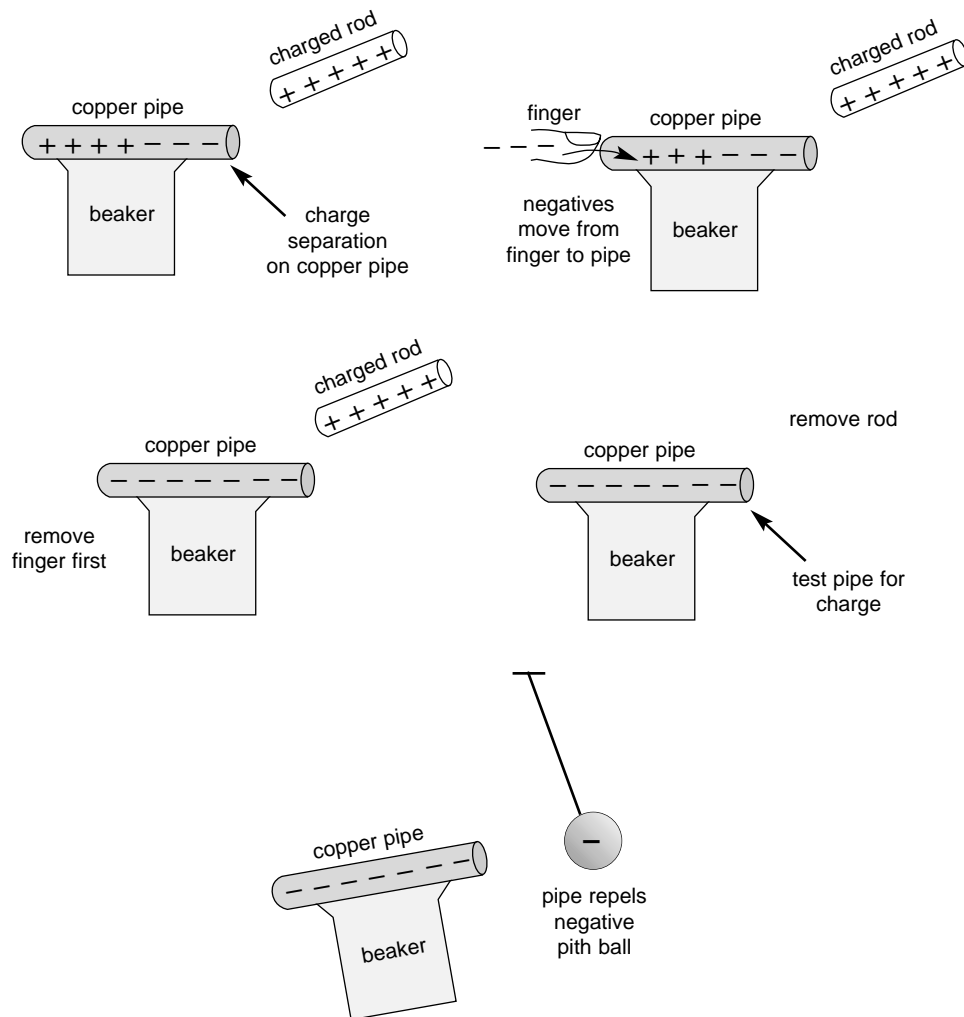 charged rod
+ + + + +
copper pipe
+ + + + − − −
beaker
charge
separation
on copper pipe
charged rod
+ + + + +
finger
copper pipe
− − −
+ + + − − − −
negatives
move from
finger to pipe
beaker
charged rod
+ + + + +
copper pipe
− − − − − − −
remove
finger first
beaker
remove rod
copper pipe
− − − − − − −
beaker
test pipe for
charge
copper pipe
− − − − − − −
beaker
−
pipe repels
negative
pith ball